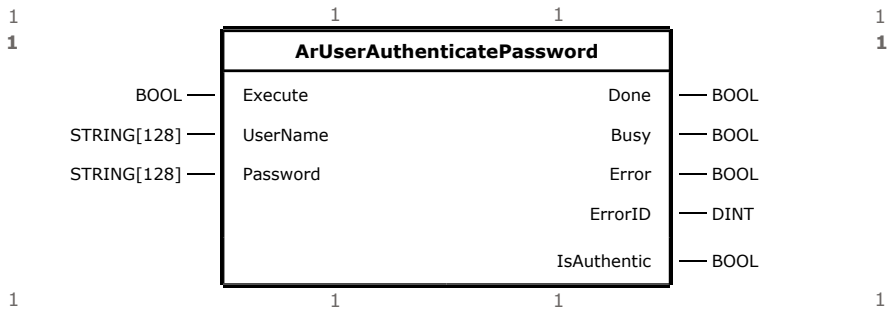 1 1 1 1
1 1
ArUserAuthenticatePassword
BOOL Execute Done BOOL
STRING[128] UserName Busy BOOL
STRING[128] Password Error BOOL
ErrorID DINT
IsAuthentic BOOL
1 1 1 1